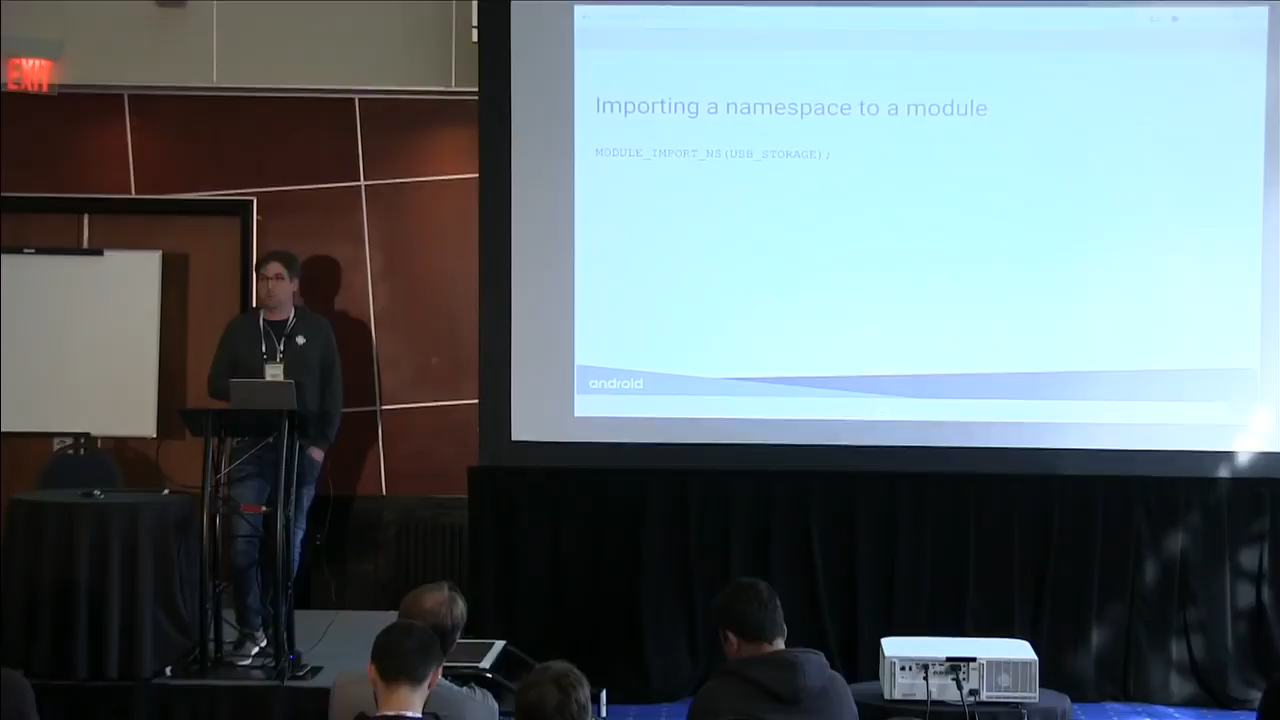 EXIT
Importing a namespace to a module
MODULE_IMPORT_NS(USB_STORAGE);
android